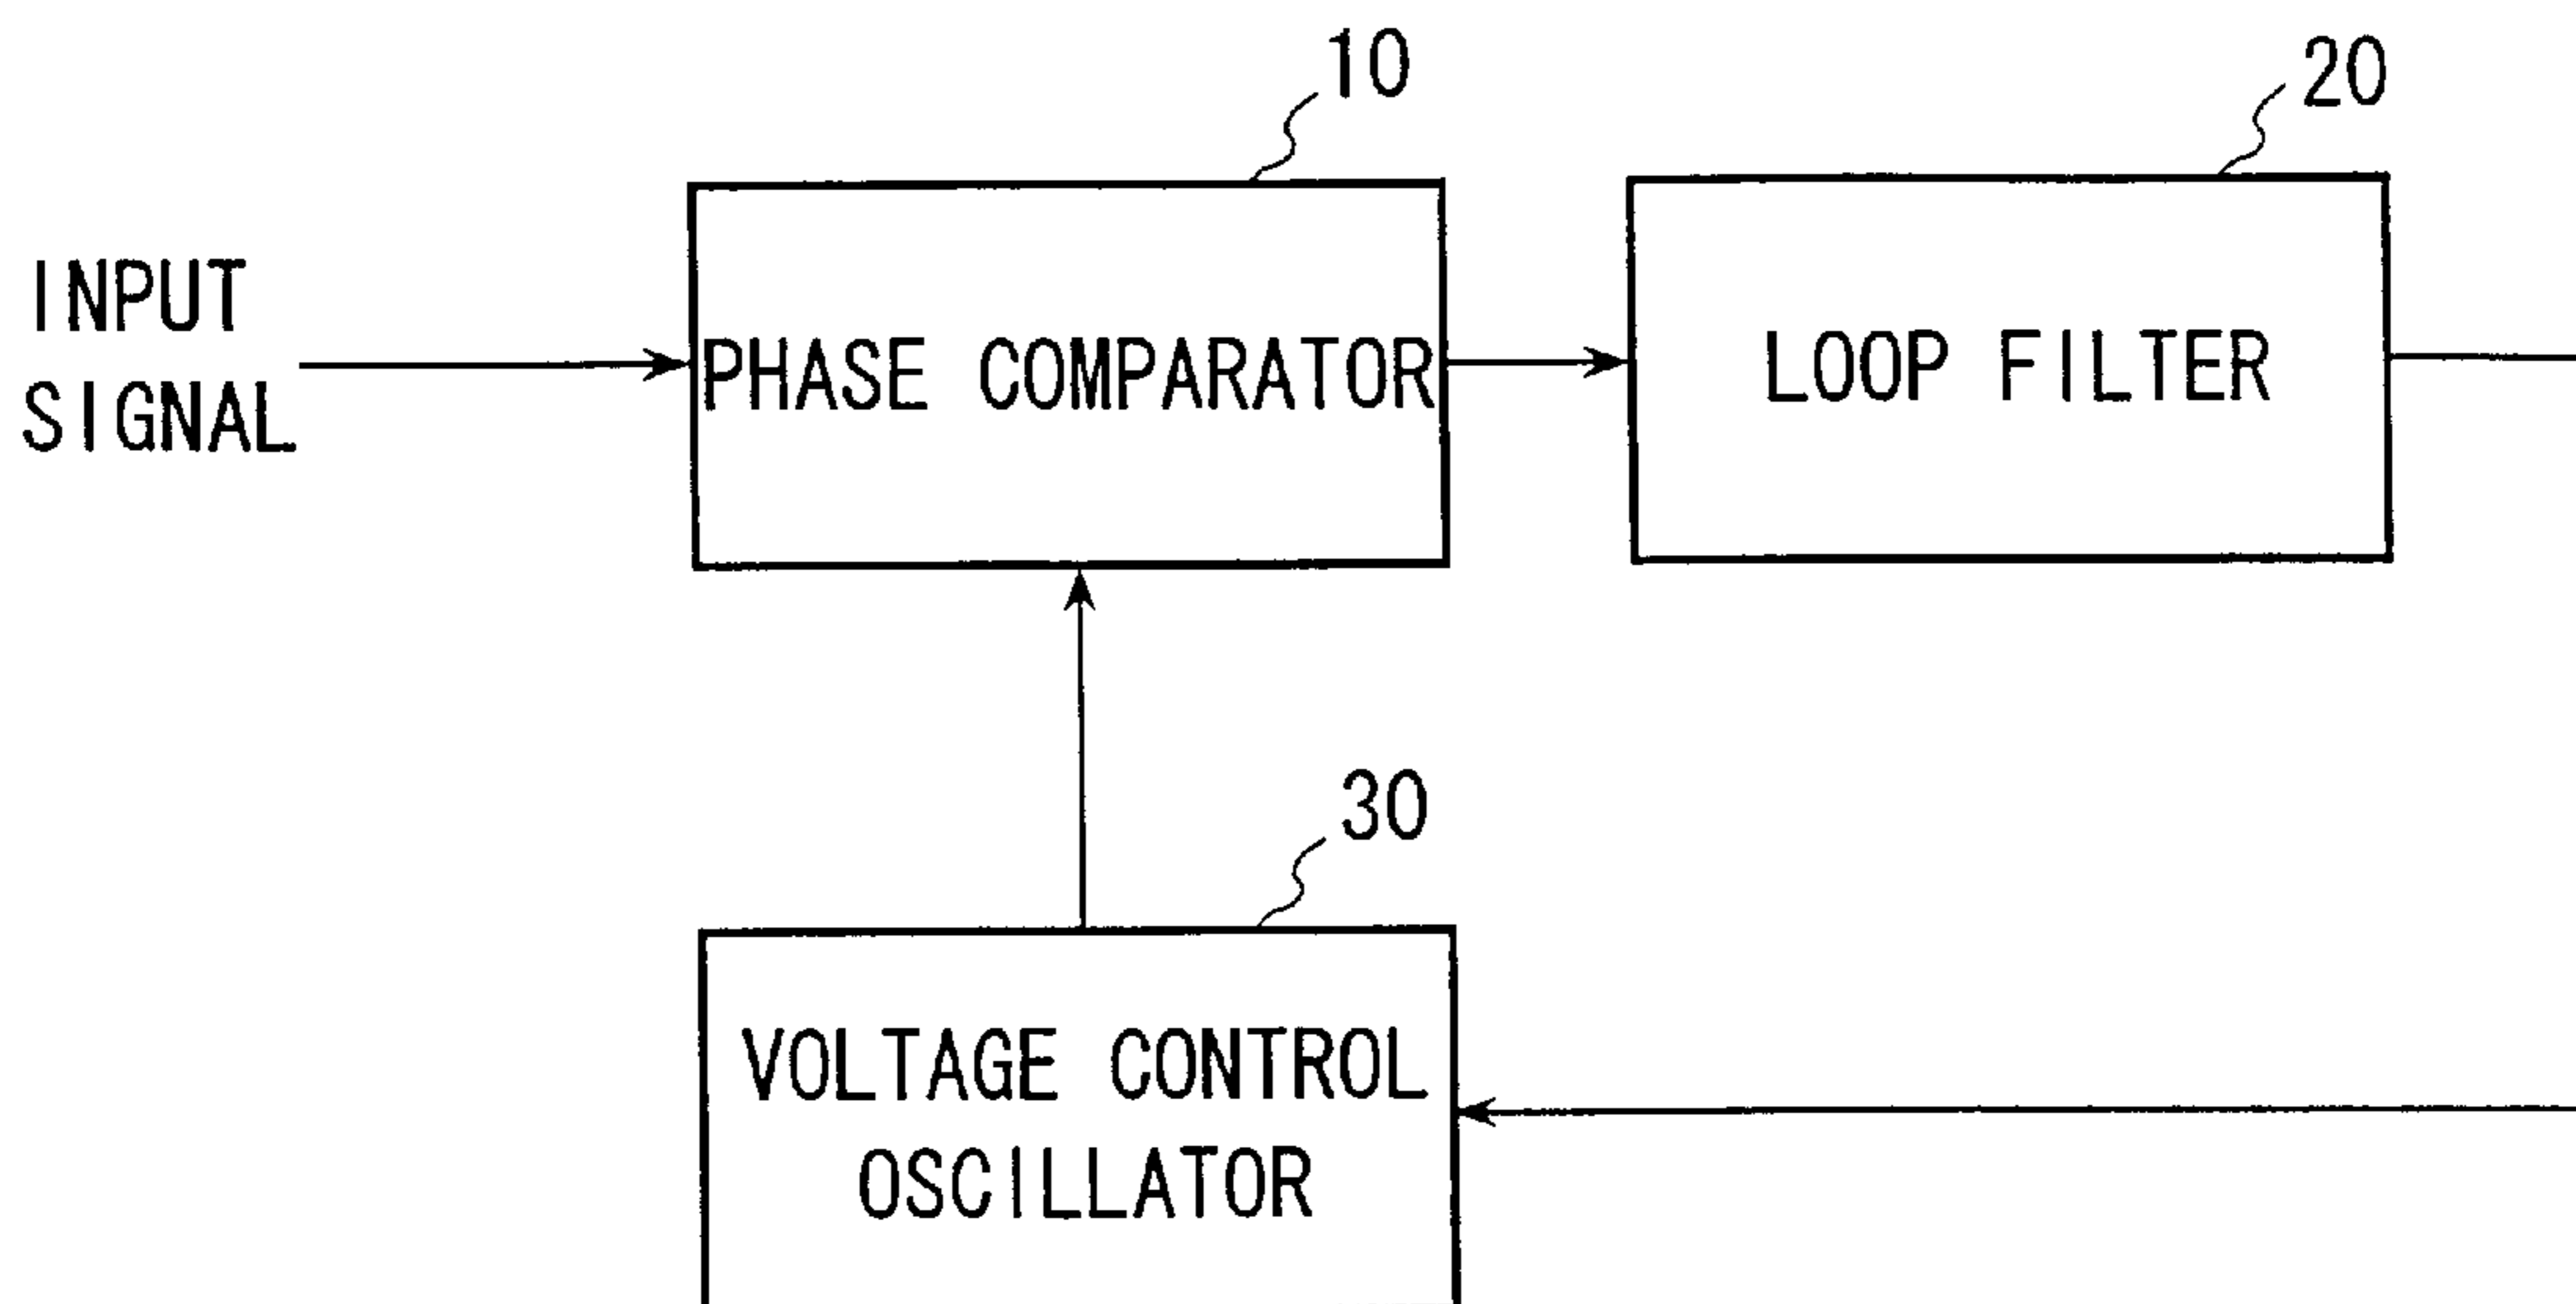 10
20
INPUT
SIGNAL
PHASE COMPARATOR
LOOP FILTER
30
VOLTAGE CONTROL
OSCILLATOR